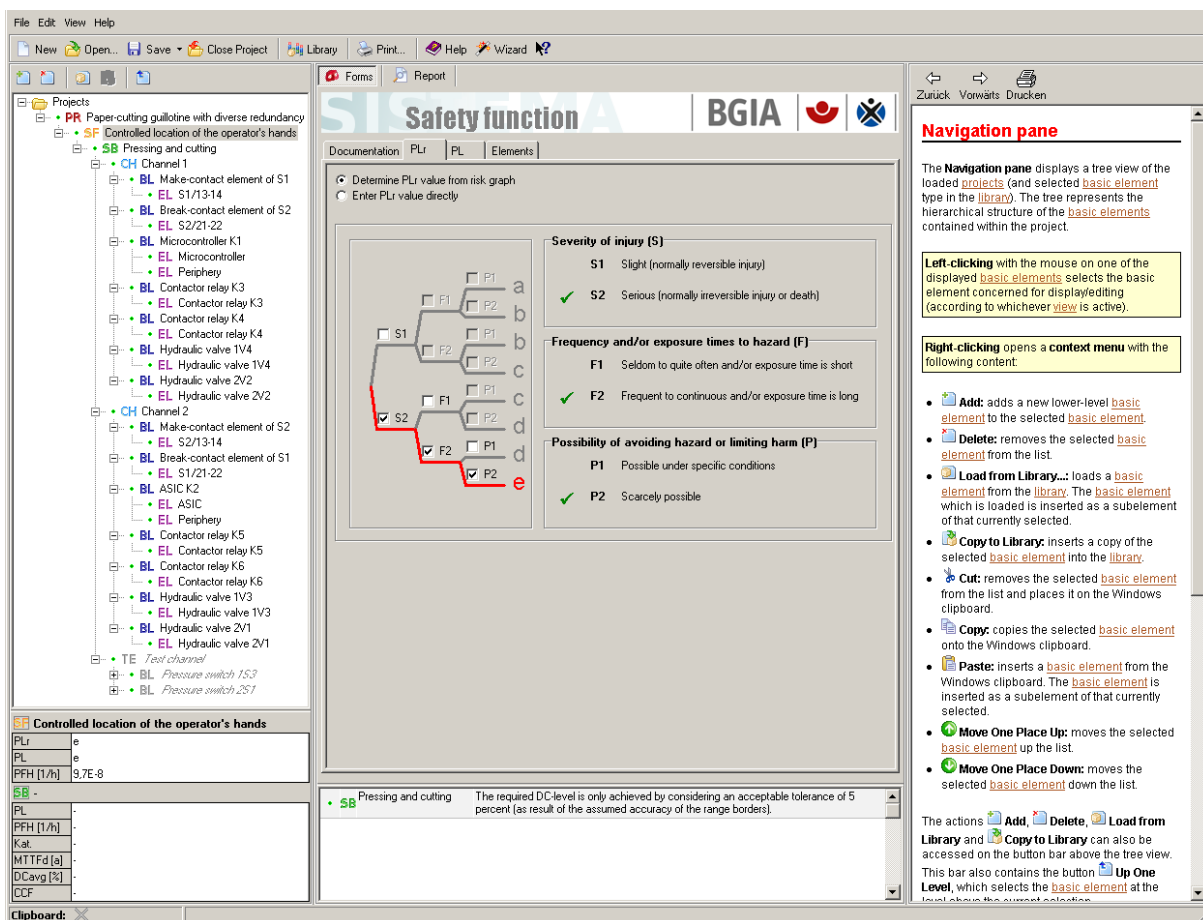 File Edit View Help
New Open... Save Close Project Library Print... Help Wizard
Projects
PR Paper-cutting guillotine with diverse redundancy
SF Controlled location of the operator's hands
SB Pressing and cutting
CH Channel 1
BL Make-contact element of S1
EL S1/13-14
BL Break-contact element of S2
EL S2/21-22
BL Microcontroller K1
EL Microcontroller
EL Periphery
BL Contactor relay K3
EL Contactor relay K3
BL Contactor relay K4
EL Contactor relay K4
BL Hydraulic valve 1V4
EL Hydraulic valve 1V4
BL Hydraulic valve 2V2
EL Hydraulic valve 2V2
CH Channel 2
BL Make-contact element of S2
EL S2/13-14
BL Break-contact element of S1
EL S1/21-22
BL ASIC K2
EL ASIC
EL Periphery
BL Contactor relay K5
EL Contactor relay K5
BL Contactor relay K6
EL Contactor relay K6
BL Hydraulic valve 1V3
EL Hydraulic valve 1V3
BL Hydraulic valve 2V1
EL Hydraulic valve 2V1
TE Test channel
BL Pressure switch 1S3
BL Pressure switch 2S1
SF Controlled location of the operator's hands
PLr e
PL e
PFH [1/h] 9,7E-8
SB -
PL -
PFH [1/h] -
Kat. -
MTTFd [a] -
DCavg [%] -
CCF -
Clipboard:
Forms Report
SISTEMA
Safety function
BGIA
Documentation PLr PL Elements
Determine PLr value from risk graph
Enter PLr value directly
P1 a
F1 P2 b
S1 P1 b
F2 P2 c
P1 c
S2 F1 P2 d
F2 P1 d
P2 e
Severity of injury (S)
S1 Slight (normally reversible injury)
S2 Serious (normally irreversible injury or death)
Frequency and/or exposure times to hazard (F)
F1 Seldom to quite often and/or exposure time is short
F2 Frequent to continuous and/or exposure time is long
Possibility of avoiding hazard or limiting harm (P)
P1 Possible under specific conditions
P2 Scarcely possible
SB Pressing and cutting The required DC-level is only achieved by considering an acceptable tolerance of 5
percent (as result of the assumed accuracy of the range borders).
Zurück Vorwärts Drucken
Navigation pane
The Navigation pane displays a tree view of the
loaded projects (and selected basic element
type in the library). The tree represents the
hierarchical structure of the basic elements
contained within the project.
Left-clicking with the mouse on one of the
displayed basic elements selects the basic
element concerned for display/editing
(according to whichever view is active).
Right-clicking opens a context menu with the
following content:
Add: adds a new lower-level basic
element to the selected basic element.
Delete: removes the selected basic
element from the list.
Load from Library...: loads a basic
element from the library. The basic element
which is loaded is inserted as a subelement
of that currently selected.
Copy to Library: inserts a copy of the
selected basic element into the library.
Cut: removes the selected basic element
from the list and places it on the Windows
clipboard.
Copy: copies the selected basic element
onto the Windows clipboard.
Paste: inserts a basic element from the
Windows clipboard. The basic element is
inserted as a subelement of that currently
selected.
Move One Place Up: moves the selected
basic element up the list.
Move One Place Down: moves the
selected basic element down the list.
The actions Add, Delete, Load from
Library and Copy to Library can also be
accessed on the button bar above the tree view.
This bar also contains the button Up One
Level, which selects the basic element at the
level above the current selection.